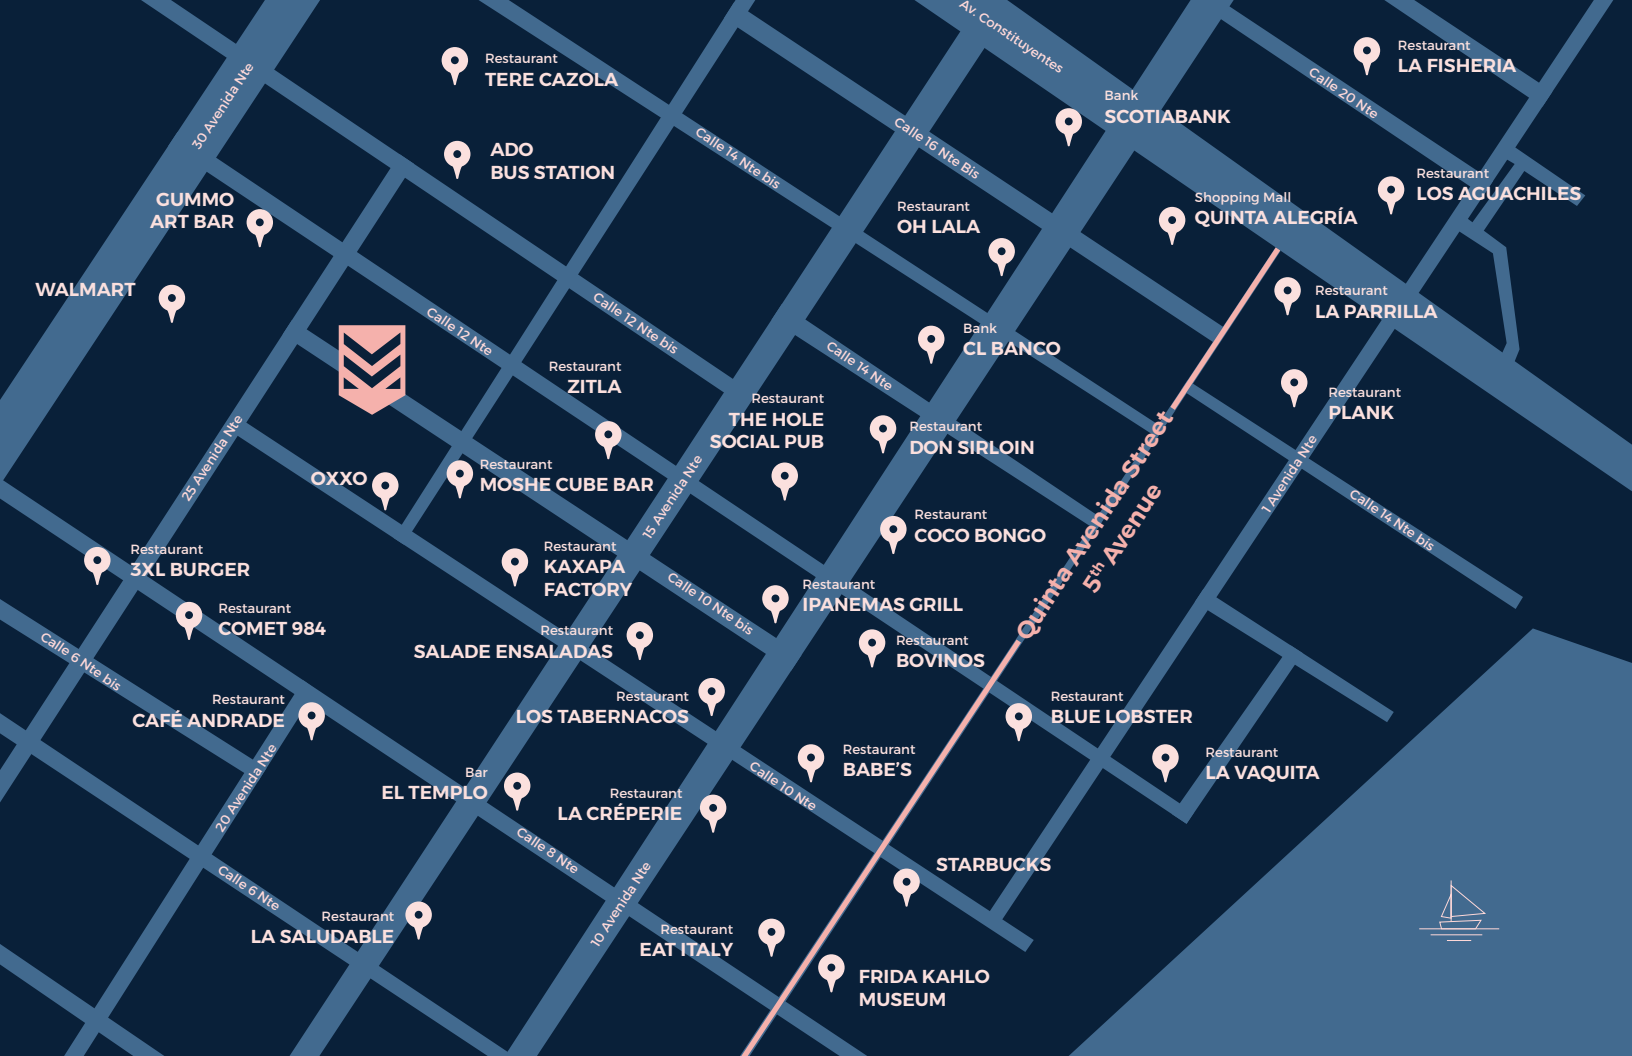 Av. Constituyentes
Restaurant
LA FISHERIA
Restaurant
TERE CAZOLA
30 Avenida Nte
Calle 20 Nte
Bank
SCOTIABANK
ADO
BUS STATION
Calle 14 Nte bis
Calle 16 Nte Bis
Restaurant
LOS AGUACHILES
GUMMO
ART BAR
Restaurant
OH LALA
Shopping Mall
QUINTA ALEGRÍA
WALMART
Restaurant
LA PARRILLA
Calle 12 Nte
Calle 12 Nte bis
Bank
CL BANCO
Calle 14 Nte
Restaurant
ZITLA
Restaurant
THE HOLE
SOCIAL PUB
Restaurant
PLANK
Restaurant
DON SIRLOIN
25 Avenida Nte
OXXO
Restaurant
MOSHE CUBE BAR
15 Avenida Nte
1 Avenida Nte
Quinta Avenida Street
5th Avenue
Calle 14 Nte bis
Restaurant
COCO BONGO
Restaurant
3XL BURGER
Restaurant
KAXAPA
FACTORY
Calle 10 Nte bis
Restaurant
IPANEMAS GRILL
Restaurant
COMET 984
Restaurant
SALADE ENSALADAS
Restaurant
BOVINOS
Calle 6 Nte bis
Restaurant
CAFÉ ANDRADE
Restaurant
LOS TABERNACOS
Restaurant
BLUE LOBSTER
Restaurant
BABE'S
Restaurant
LA VAQUITA
20 Avenida Nte
Bar
EL TEMPLO
Restaurant
LA CRÉPERIE
Calle 10 Nte
Calle 8 Nte
STARBUCKS
Calle 6 Nte
10 Avenida Nte
Restaurant
LA SALUDABLE
Restaurant
EAT ITALY
FRIDA KAHLO
MUSEUM